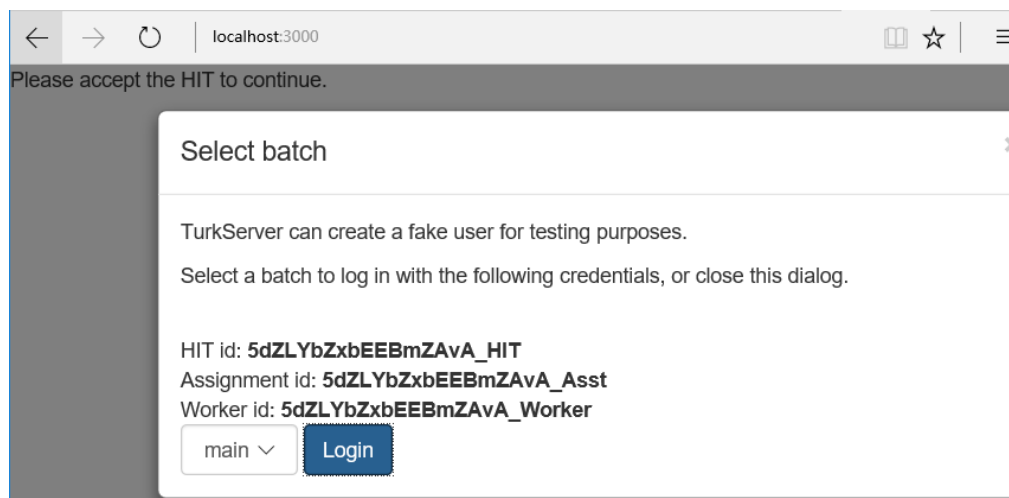 localhost:3000
Please accept the HIT to continue.
Select batch
TurkServer can create a fake user for testing purposes.
Select a batch to log in with the following credentials, or close this dialog.
HIT id: 5dZLYbZxbEEBmZAvA_HIT
Assignment id: 5dZLYbZxbEEBmZAvA_Asst
Worker id: 5dZLYbZxbEEBmZAvA_Worker
main Login